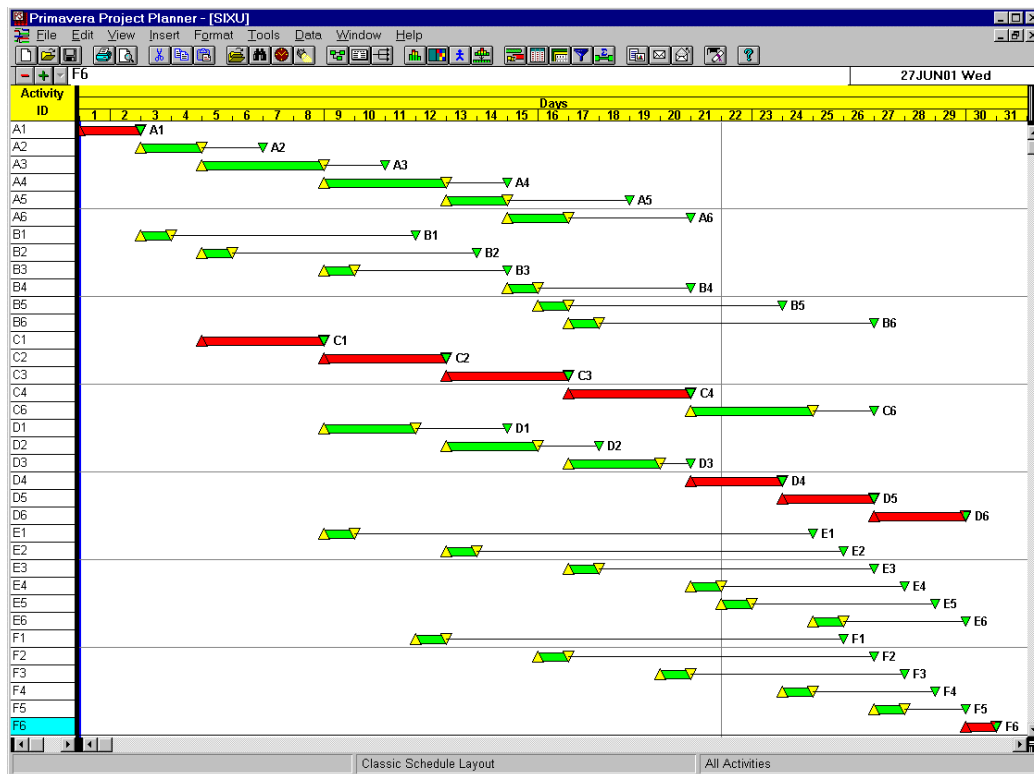 Primavera Project Planner - [SIXU]
File Edit View Insert Format Tools Data Window Help
F6 27JUN01 Wed
Activity ID
Days
1 2 3 4 5 6 7 8 9 10 11 12 13 14 15 16 17 18 19 20 21 22 23 24 25 26 27 28 29 30 31
A1 A1
A2 A2
A3 A3
A4 A4
A5 A5
A6 A6
B1 B1
B2 B2
B3 B3
B4 B4
B5 B5
B6 B6
C1 C1
C2 C2
C3 C3
C4 C4
C6 C6
D1 D1
D2 D2
D3 D3
D4 D4
D5 D5
D6 D6
E1 E1
E2 E2
E3 E3
E4 E4
E5 E5
E6 E6
F1 F1
F2 F2
F3 F3
F4 F4
F5 F5
F6 F6
Classic Schedule Layout All Activities